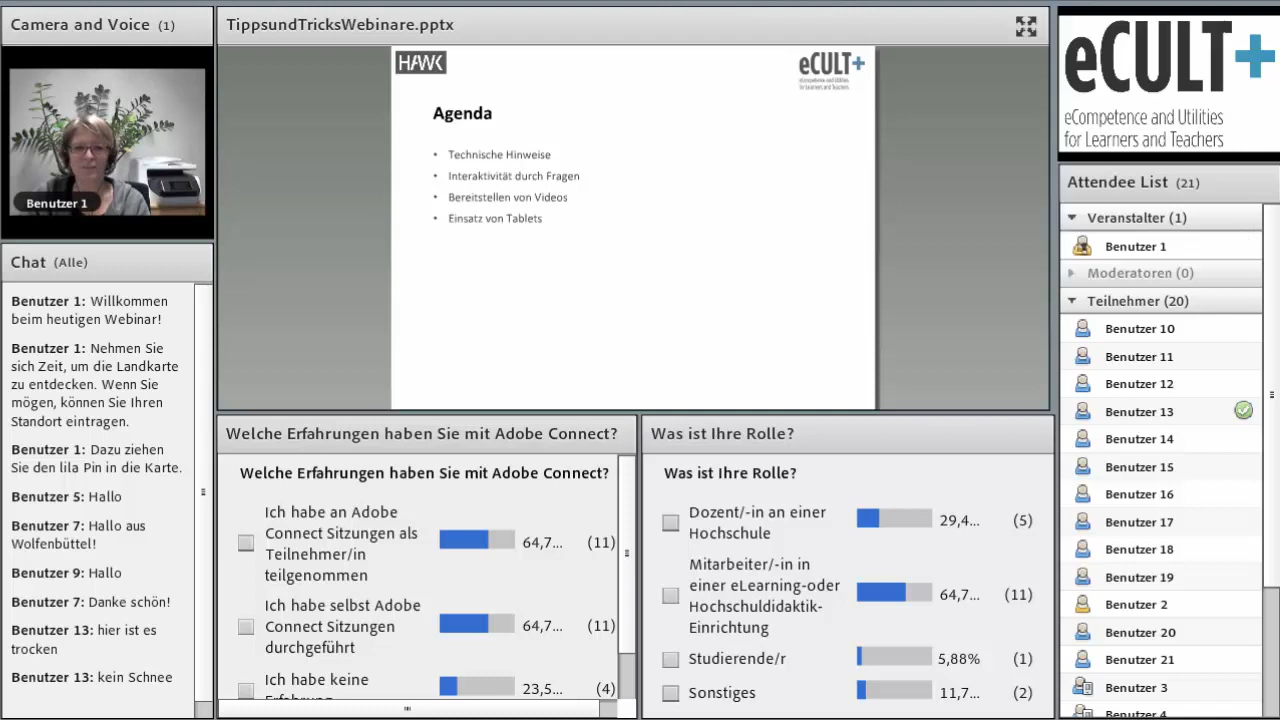 Camera and Voice (1)
Benutzer 1
Chat (Alle)
Benutzer 1: Willkommen
beim heutigen Webinar!
Benutzer 1: Nehmen Sie
sich Zeit, um die Landkarte
zu entdecken. Wenn Sie
mögen, können Sie Ihren
Standort eintragen.
Benutzer 1: Dazu ziehen
Sie den lila Pin in die Karte.
Benutzer 5: Hallo
Benutzer 7: Hallo aus
Wolfenbüttel!
Benutzer 9: Hallo
Benutzer 7: Danke schön!
Benutzer 13: hier ist es
trocken
Benutzer 13: kein Schnee
TippsundTricksWebinare.pptx
HAWK
eCULT+
eCompetence and Utilities
for Learners and Teachers
Agenda
• Technische Hinweise
• Interaktivität durch Fragen
• Bereitstellen von Videos
• Einsatz von Tablets
Welche Erfahrungen haben Sie mit Adobe Connect?
Welche Erfahrungen haben Sie mit Adobe Connect?
Ich habe an Adobe
Connect Sitzungen als
Teilnehmer/in
teilgenommen
64,7... (11)
Ich habe selbst Adobe
Connect Sitzungen
durchgeführt
64,7... (11)
Ich habe keine
Erfahrung
23,5... (4)
Was ist Ihre Rolle?
Was ist Ihre Rolle?
Dozent/-in an einer
Hochschule
29,4... (5)
Mitarbeiter/-in in
einer eLearning-oder
Hochschuldidaktik-
Einrichtung
64,7... (11)
Studierende/r 5,88% (1)
Sonstiges 11,7... (2)
eCULT+
eCompetence and Utilities
for Learners and Teachers
Attendee List (21)
Veranstalter (1)
Benutzer 1
Moderatoren (0)
Teilnehmer (20)
Benutzer 10
Benutzer 11
Benutzer 12
Benutzer 13
Benutzer 14
Benutzer 15
Benutzer 16
Benutzer 17
Benutzer 18
Benutzer 19
Benutzer 2
Benutzer 20
Benutzer 21
Benutzer 3
Benutzer 4